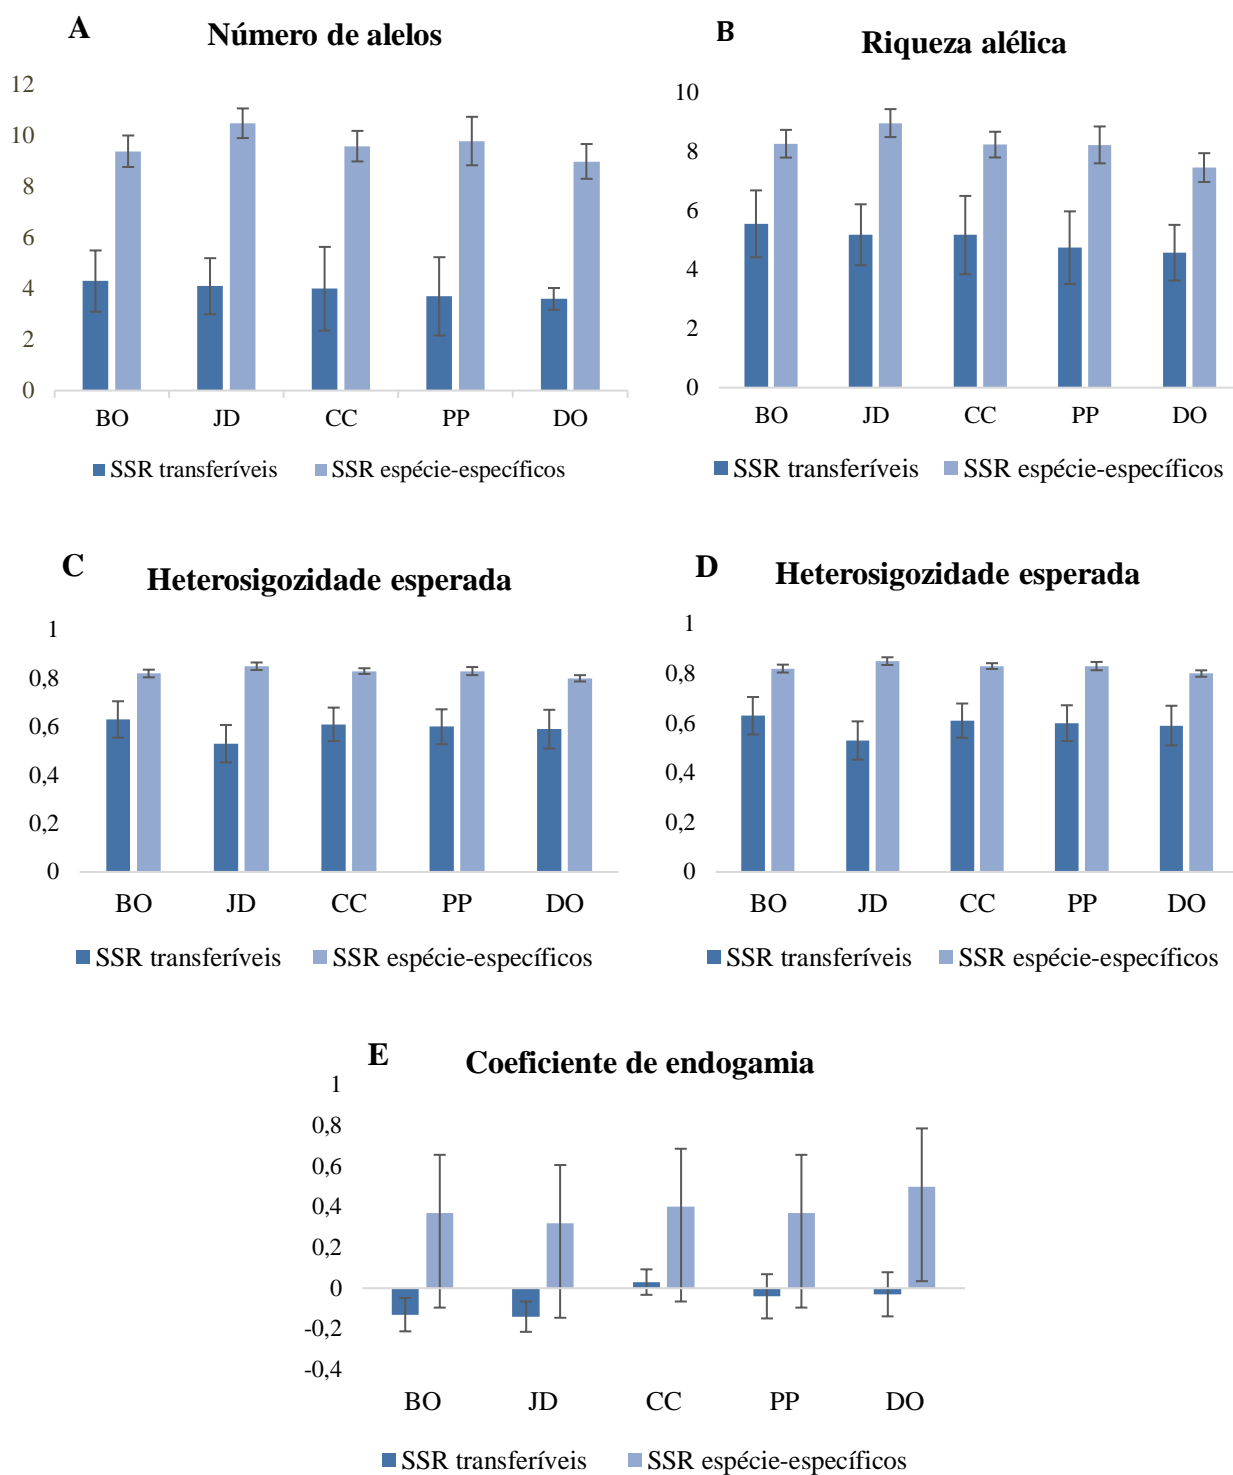 A
Número de alelos
12
10
8
6
4
2
0
BO JD CC PP DO
SSR transferíveis SSR espécie-específicos
B
Riqueza alélica
10
8
6
4
2
0
BO JD CC PP DO
SSR transferíveis SSR espécie-específicos
C
Heterosigozidade esperada
1
0,8
0,6
0,4
0,2
0
BO JD CC PP DO
SSR transferíveis SSR espécie-específicos
D
Heterosigozidade esperada
1
0,8
0,6
0,4
0,2
0
BO JD CC PP DO
SSR transferíveis SSR espécie-específicos
E
Coeficiente de endogamia
1
0,8
0,6
0,4
0,2
0
-0,2
-0,4
BO JD CC PP DO
SSR transferíveis SSR espécie-específicos